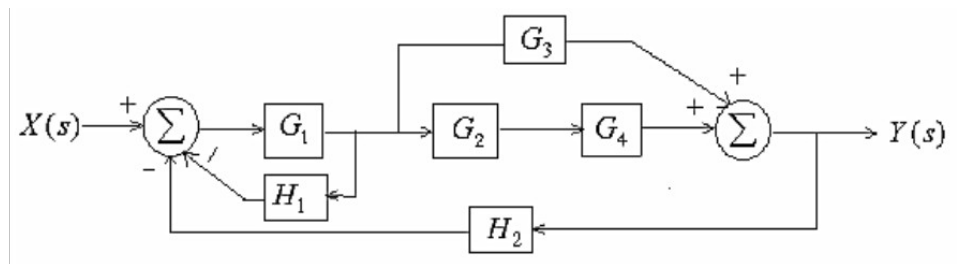 G₃
+
X(s)
+
Σ
G₁
G₂
G₄
+
Σ
Y(s)
-
/
H₁
H₂